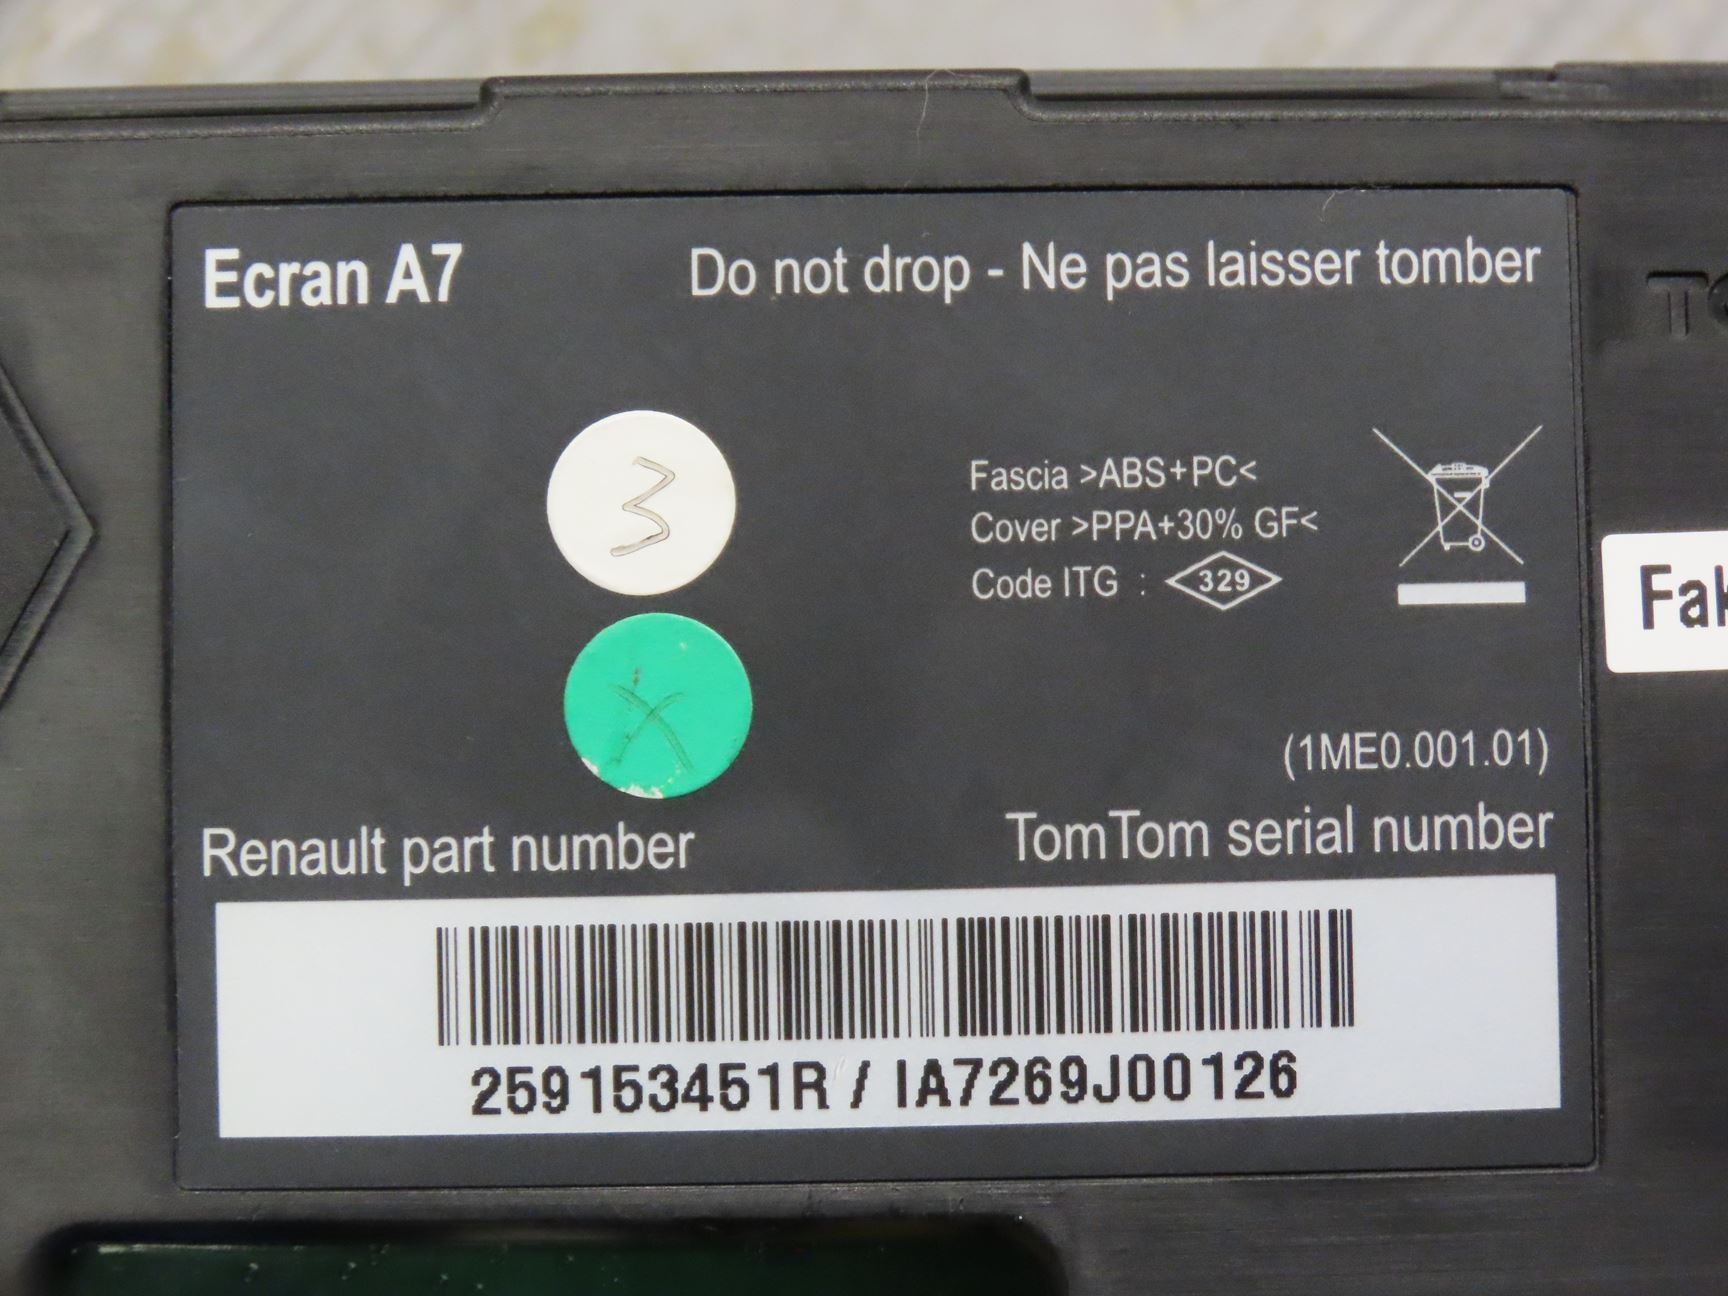 Ecran A7
Do not drop - Ne pas laisser tomber
3
Fascia >ABS+PC<
Cover >PPA+30% GF<
Code ITG : 329
X
(1ME0.001.01)
Renault part number
TomTom serial number
259153451R / IA7269J00126